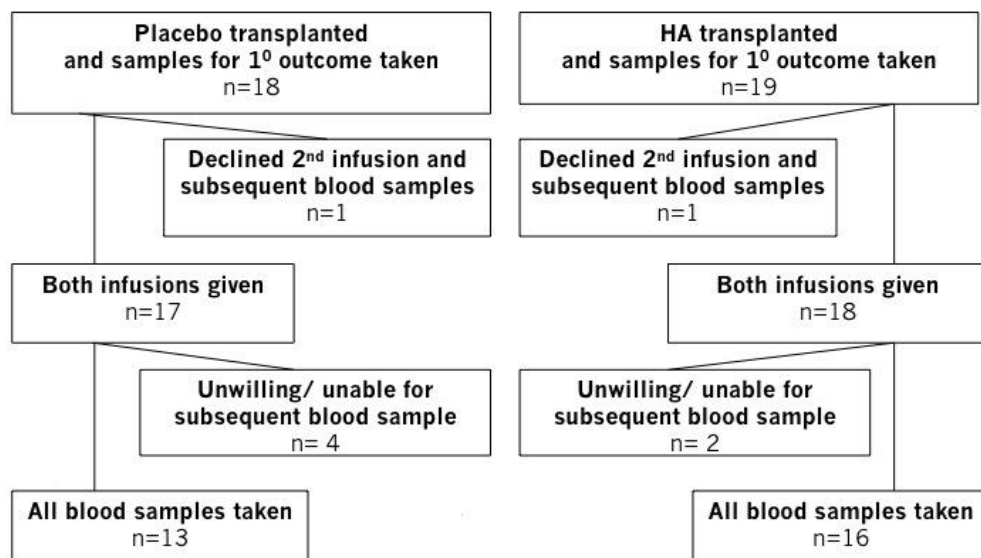 Placebo transplanted
and samples for 1⁰ outcome taken
n=18
HA transplanted
and samples for 1⁰ outcome taken
n=19
Declined 2nd infusion and
subsequent blood samples
n=1
Declined 2nd infusion and
subsequent blood samples
n=1
Both infusions given
n=17
Both infusions given
n=18
Unwilling/ unable for
subsequent blood sample
n= 4
Unwilling/ unable for
subsequent blood sample
n= 2
All blood samples taken
n=13
All blood samples taken
n=16